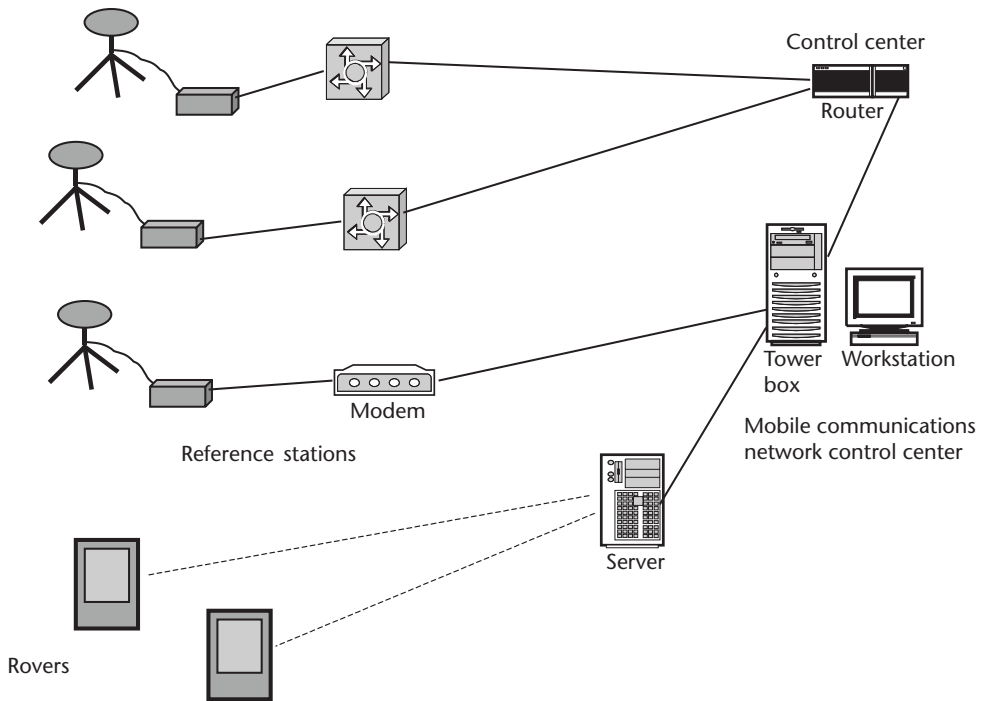 Control center
Router
Tower
box
Workstation
Modem
Mobile communications
network control center
Reference stations
Server
Rovers